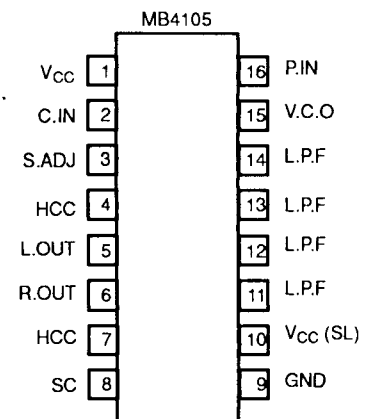 MB4105
VCC 1 16 P.IN
C.IN 2 15 V.C.O
S.ADJ 3 14 L.P.F
HCC 4 13 L.P.F
L.OUT 5 12 L.P.F
R.OUT 6 11 L.P.F
HCC 7 10 VCC (SL)
SC 8 9 GND